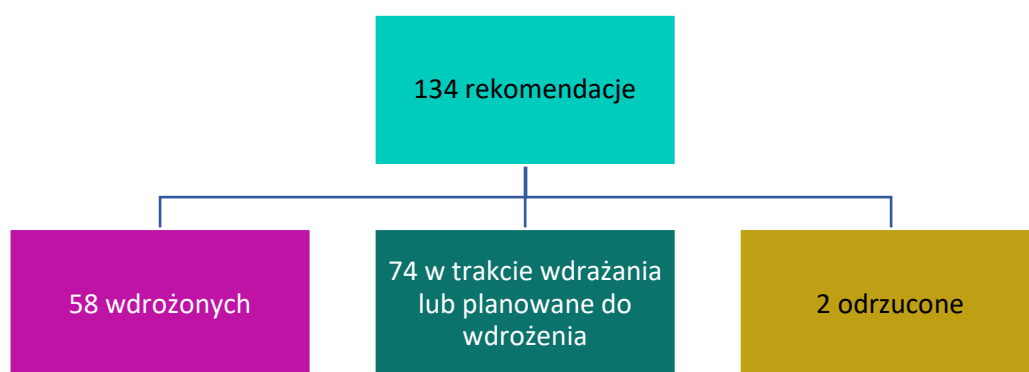 134 rekomendacje
58 wdrożonych
74 w trakcie wdrażania
lub planowane do
wdrożenia
2 odrzucone